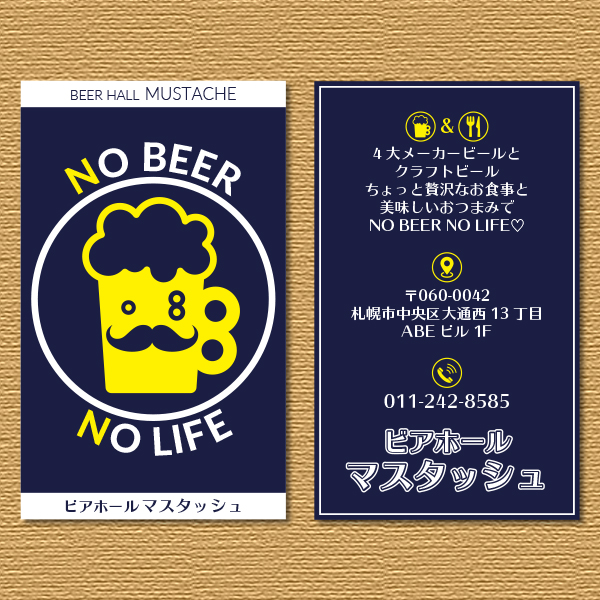 BEER HALL MUSTACHE
NO BEER
NO LIFE
ビアホールマスタッシュ
&
4大メーカービールと
クラフトビール
ちょっと贅沢なお食事と
美味しいおつまみで
NO BEER NO LIFE♡
〒060-0042
札幌市中央区大通西13丁目
ABEビル1F
011-242-8585
ビアホール
マスタッシュ